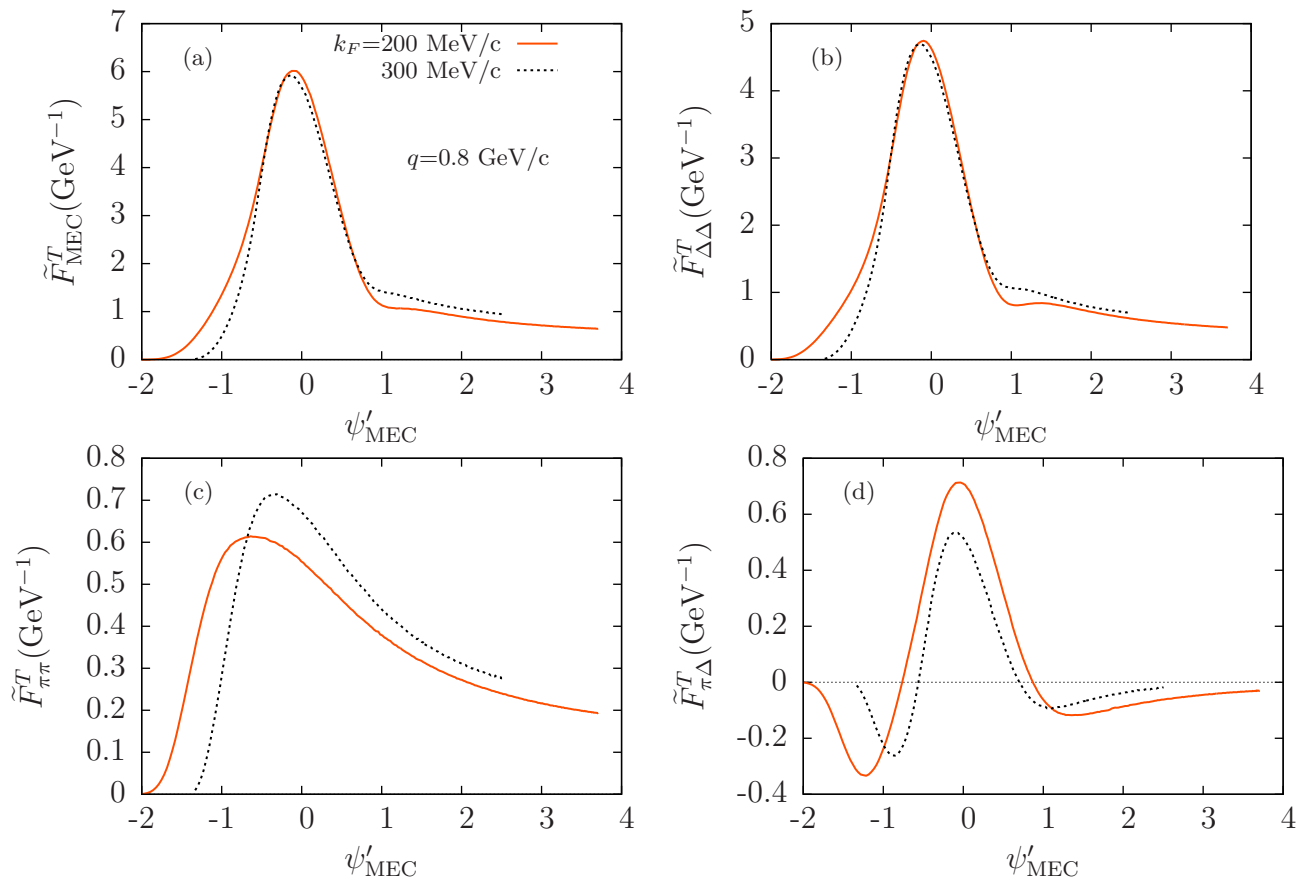 (a)
k_F=200 MeV/c
300 MeV/c
q=0.8 GeV/c
F̃^T_MEC(GeV⁻¹)
7
6
5
4
3
2
1
0
-2 -1 0 1 2 3 4
ψ′_MEC
(b)
F̃^T_ΔΔ(GeV⁻¹)
5
4
3
2
1
0
-2 -1 0 1 2 3 4
ψ′_MEC
(c)
F̃^T_ππ(GeV⁻¹)
0.8
0.7
0.6
0.5
0.4
0.3
0.2
0.1
0
-2 -1 0 1 2 3 4
ψ′_MEC
(d)
F̃^T_πΔ(GeV⁻¹)
0.8
0.6
0.4
0.2
0
-0.2
-0.4
-2 -1 0 1 2 3 4
ψ′_MEC